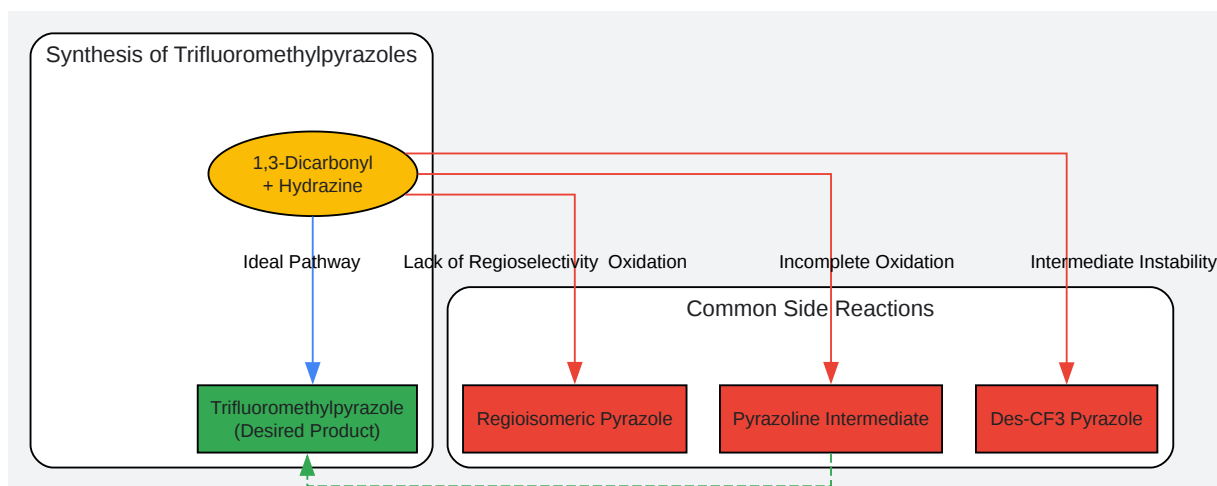 Synthesis of Trifluoromethylpyrazoles
1,3-Dicarbonyl
+ Hydrazine
Ideal Pathway
Lack of Regioselectivity
Oxidation
Incomplete Oxidation
Intermediate Instability
Common Side Reactions
Trifluoromethylpyrazole
(Desired Product)
Regioisomeric Pyrazole
Pyrazoline Intermediate
Des-CF3 Pyrazole